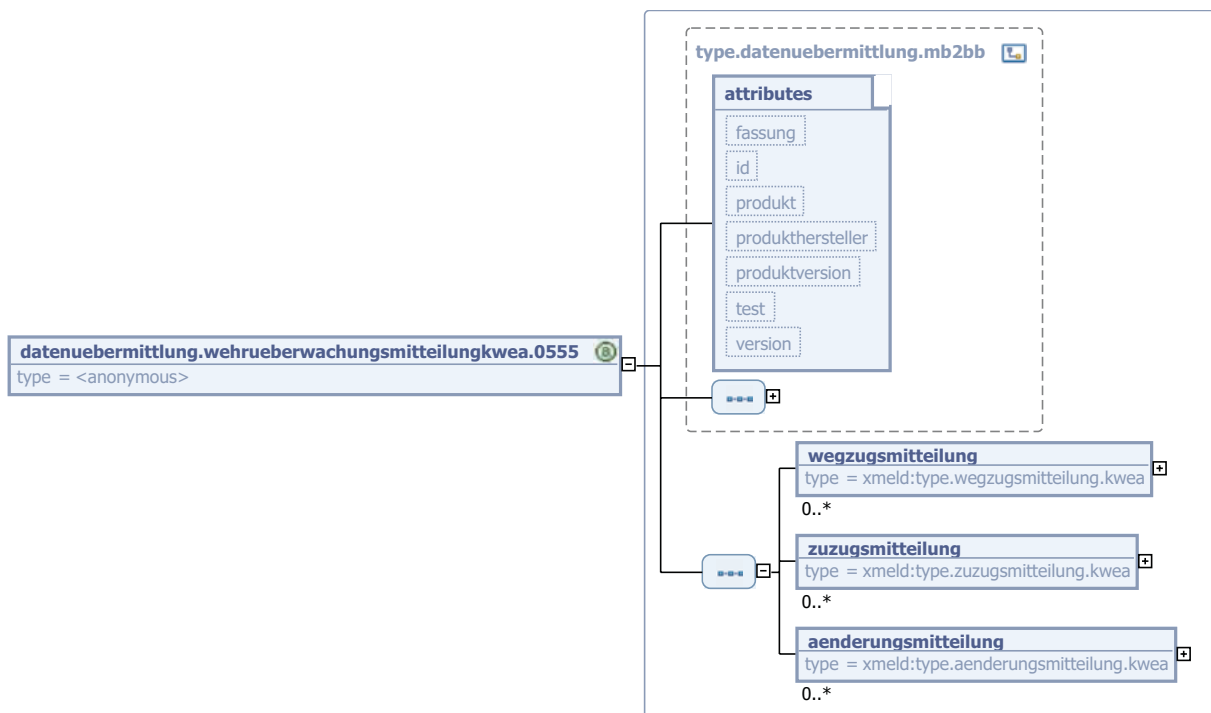 type.datenuebermittlung.mb2bb
attributes
fassung
id
produkt
produkthersteller
produktversion
test
version
datenuebermittlung.wehrueberwachungsmitteilungkwea.0555
type = <anonymous>
wegzugsmitteilung
type = xmeld:type.wegzugsmitteilung.kwea
0..*
zuzugsmitteilung
type = xmeld:type.zuzugsmitteilung.kwea
0..*
aenderungsmitteilung
type = xmeld:type.aenderungsmitteilung.kwea
0..*